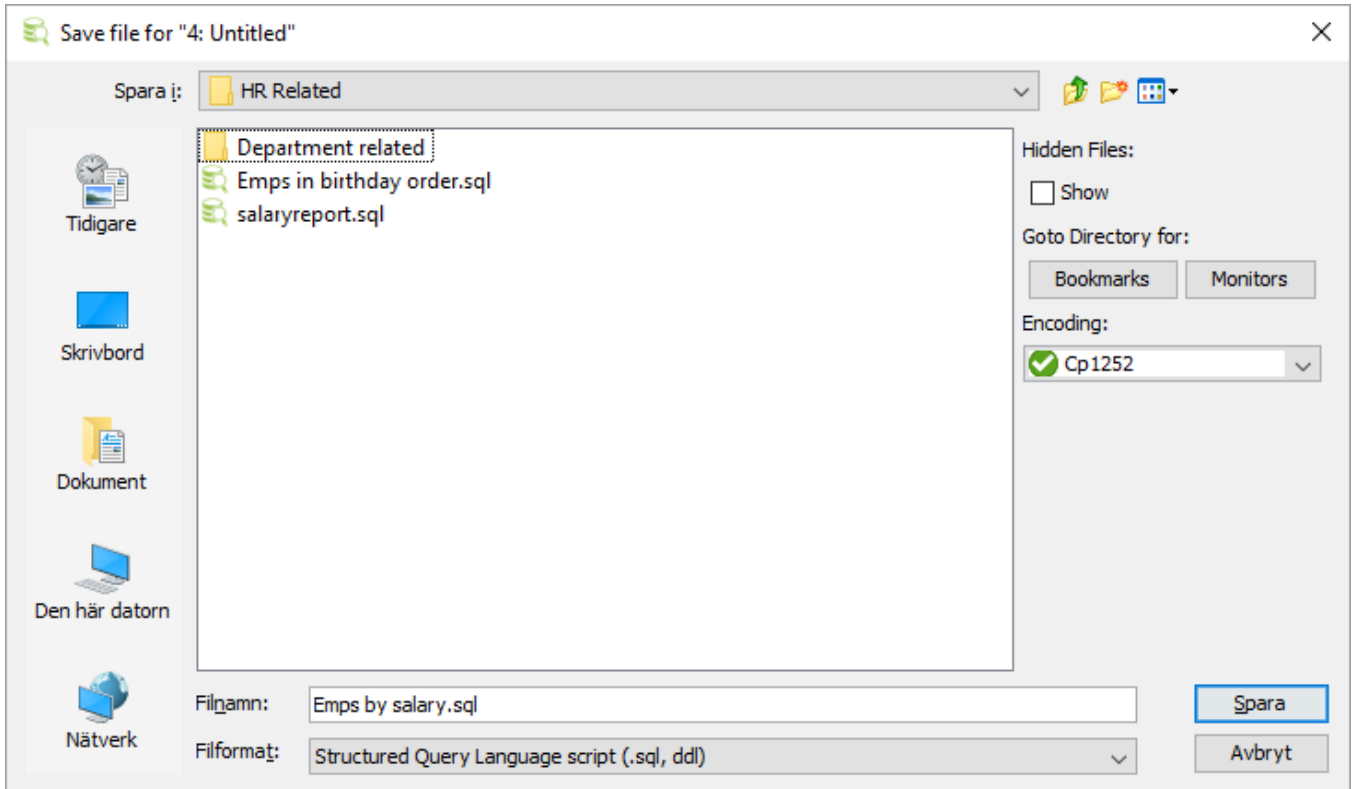 Save file for "4: Untitled"
Spara i:
HR Related
Tidigare
Skrivbord
Dokument
Den här datorn
Nätverk
Department related
Emps in birthday order.sql
salaryreport.sql
Hidden Files:
Show
Goto Directory for:
Bookmarks
Monitors
Encoding:
Cp1252
Filnamn:
Emps by salary.sql
Spara
Filformat:
Structured Query Language script (.sql, ddl)
Avbryt